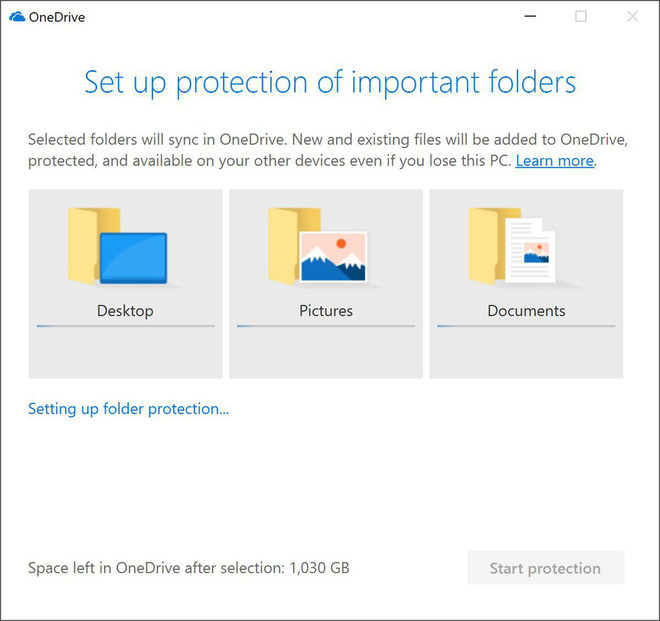 OneDrive
Set up protection of important folders
Selected folders will sync in OneDrive. New and existing files will be added to OneDrive,
protected, and available on your other devices even if you lose this PC. Learn more.
Desktop
Pictures
Documents
Setting up folder protection...
Space left in OneDrive after selection: 1,030 GB
Start protection